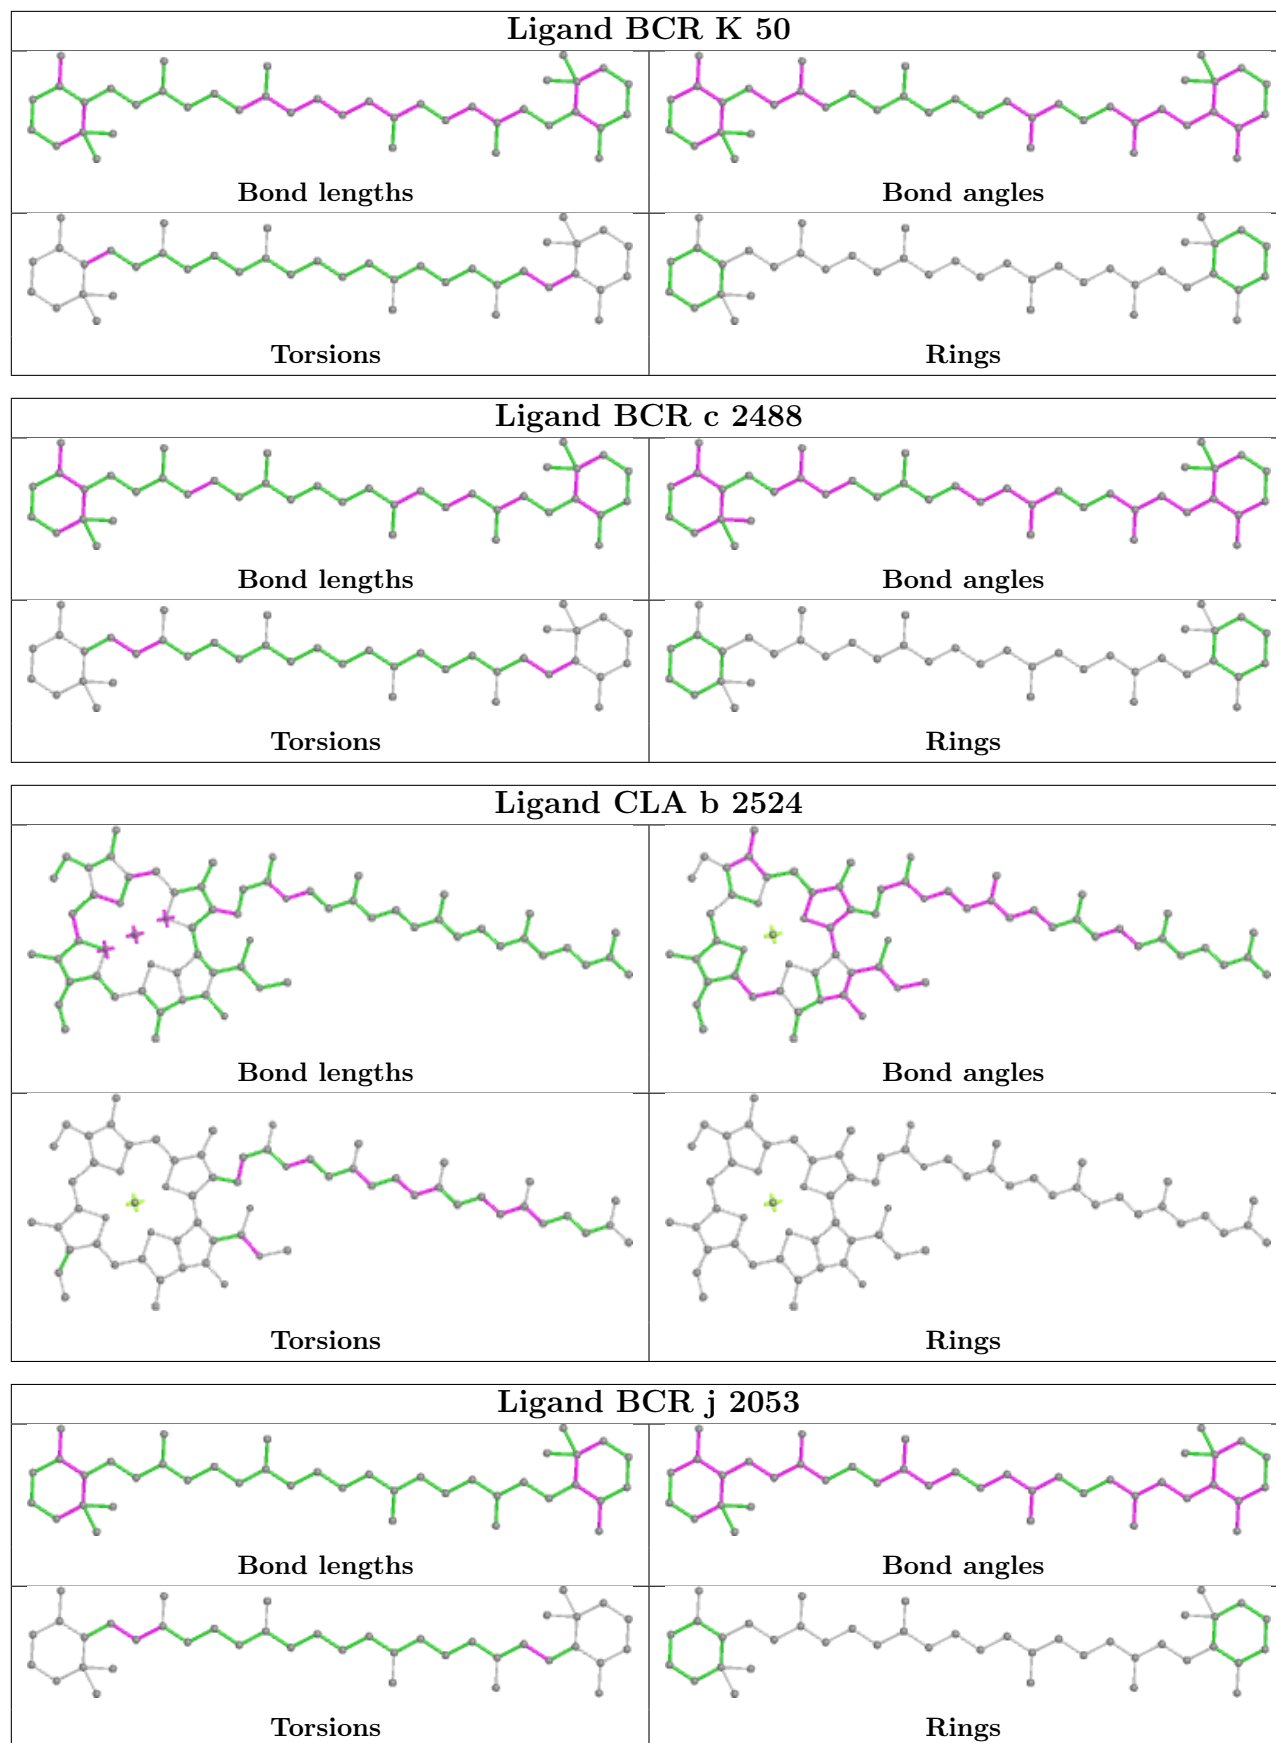 Ligand BCR K 50
Bond lengths
Bond angles
Torsions
Rings
Ligand BCR c 2488
Bond lengths
Bond angles
Torsions
Rings
Ligand CLA b 2524
Bond lengths
Bond angles
Torsions
Rings
Ligand BCR j 2053
Bond lengths
Bond angles
Torsions
Rings